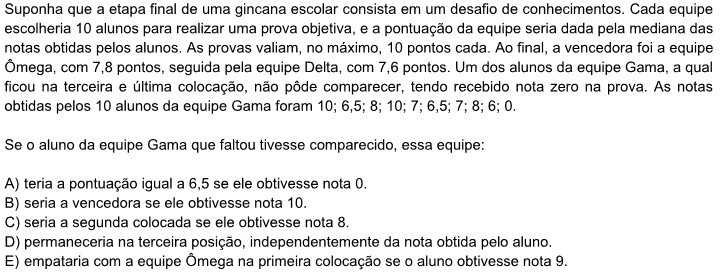 Suponha que a etapa final de uma gincana escolar consista em um desafio de conhecimentos. Cada equipe
escolheria 10 alunos para realizar uma prova objetiva, e a pontuação da equipe seria dada pela mediana das
notas obtidas pelos alunos. As provas valiam, no máximo, 10 pontos cada. Ao final, a vencedora foi a equipe
Ômega, com 7,8 pontos, seguida pela equipe Delta, com 7,6 pontos. Um dos alunos da equipe Gama, a qual
ficou na terceira e última colocação, não pôde comparecer, tendo recebido nota zero na prova. As notas
obtidas pelos 10 alunos da equipe Gama foram 10; 6,5; 8; 10; 7; 6,5; 7; 8; 6; 0.
Se o aluno da equipe Gama que faltou tivesse comparecido, essa equipe:
A) teria a pontuação igual a 6,5 se ele obtivesse nota 0.
B) seria a vencedora se ele obtivesse nota 10.
C) seria a segunda colocada se ele obtivesse nota 8.
D) permaneceria na terceira posição, independentemente da nota obtida pelo aluno.
E) empataria com a equipe Ômega na primeira colocação se o aluno obtivesse nota 9.